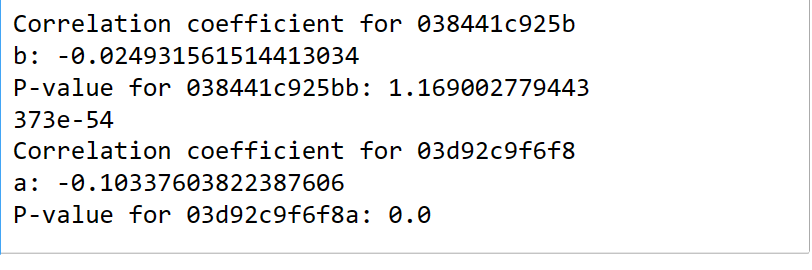 Correlation coefficient for 038441c925b
b: -0.024931561514413034
P-value for 038441c925bb: 1.169002779443
373e-54
Correlation coefficient for 03d92c9f6f8
a: -0.10337603822387606
P-value for 03d92c9f6f8a: 0.0